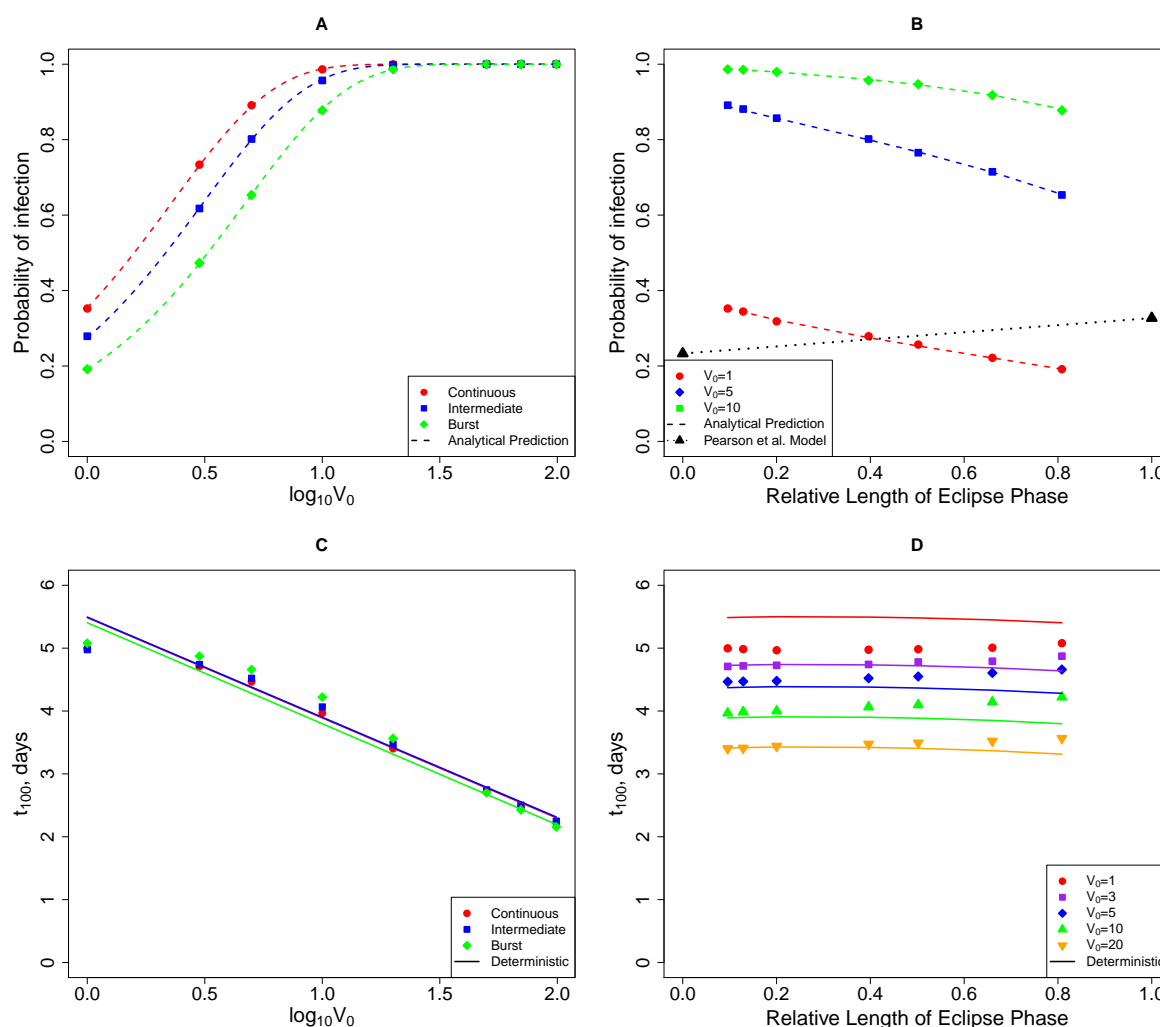 A
Probability of infection
1.0
0.8
0.6
0.4
0.2
0.0
Continuous
Intermediate
Burst
Analytical Prediction
0.0 0.5 1.0 1.5 2.0
log10V0
B
Probability of infection
1.0
0.8
0.6
0.4
0.2
0.0
V0=1
V0=5
V0=10
Analytical Prediction
Pearson et al. Model
0.0 0.2 0.4 0.6 0.8 1.0
Relative Length of Eclipse Phase
C
t100, days
6
5
4
3
2
1
0
Continuous
Intermediate
Burst
Deterministic
0.0 0.5 1.0 1.5 2.0
log10V0
D
t100, days
6
5
4
3
2
1
0
V0=1
V0=3
V0=5
V0=10
V0=20
Deterministic
0.0 0.2 0.4 0.6 0.8 1.0
Relative Length of Eclipse Phase